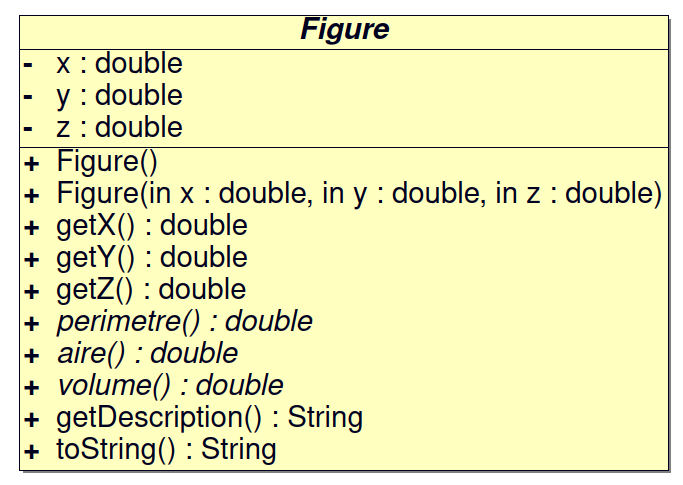 Figure
- x : double
- y : double
- z : double
+ Figure()
+ Figure(in x : double, in y : double, in z : double)
+ getX() : double
+ getY() : double
+ getZ() : double
+ perimetre() : double
+ aire() : double
+ volume() : double
+ getDescription() : String
+ toString() : String